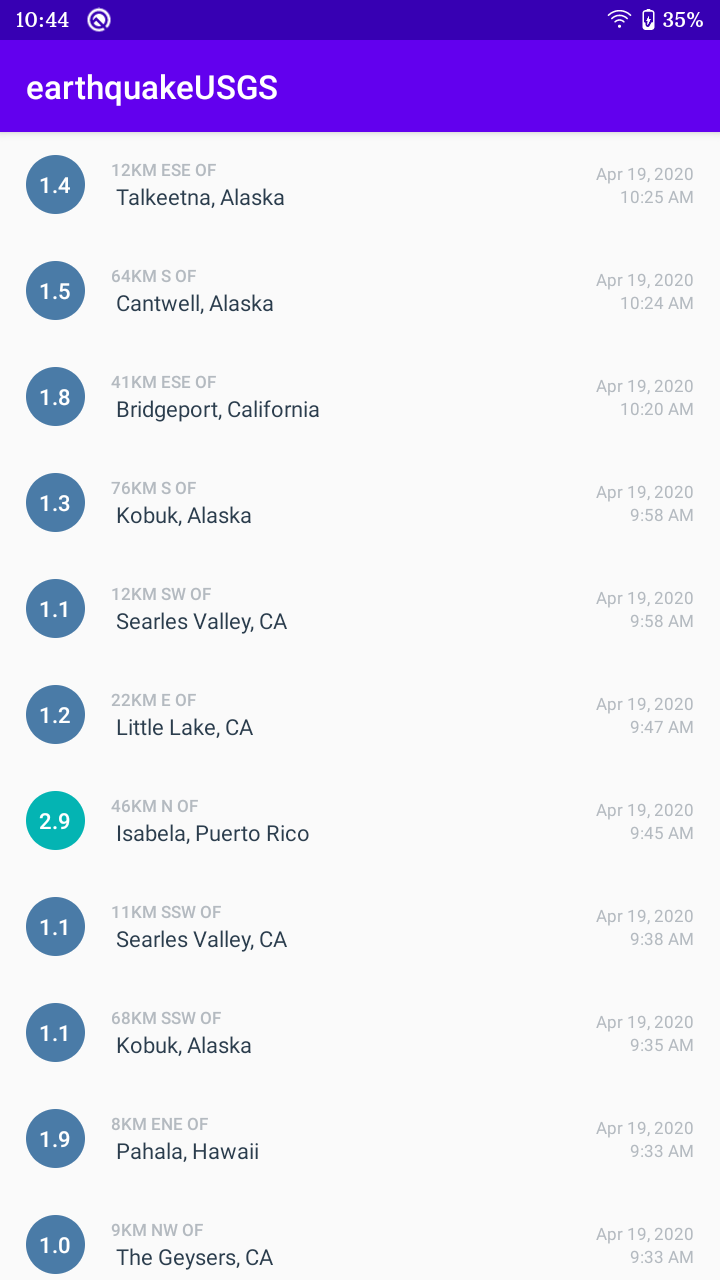 10:44 35%
earthquakeUSGS
1.4 12KM ESE OF Apr 19, 2020
Talkeetna, Alaska 10:25 AM
1.5 64KM S OF Apr 19, 2020
Cantwell, Alaska 10:24 AM
1.8 41KM ESE OF Apr 19, 2020
Bridgeport, California 10:20 AM
1.3 76KM S OF Apr 19, 2020
Kobuk, Alaska 9:58 AM
1.1 12KM SW OF Apr 19, 2020
Searles Valley, CA 9:58 AM
1.2 22KM E OF Apr 19, 2020
Little Lake, CA 9:47 AM
2.9 46KM N OF Apr 19, 2020
Isabela, Puerto Rico 9:45 AM
1.1 11KM SSW OF Apr 19, 2020
Searles Valley, CA 9:38 AM
1.1 68KM SSW OF Apr 19, 2020
Kobuk, Alaska 9:35 AM
1.9 8KM ENE OF Apr 19, 2020
Pahala, Hawaii 9:33 AM
1.0 9KM NW OF Apr 19, 2020
The Geysers, CA 9:33 AM